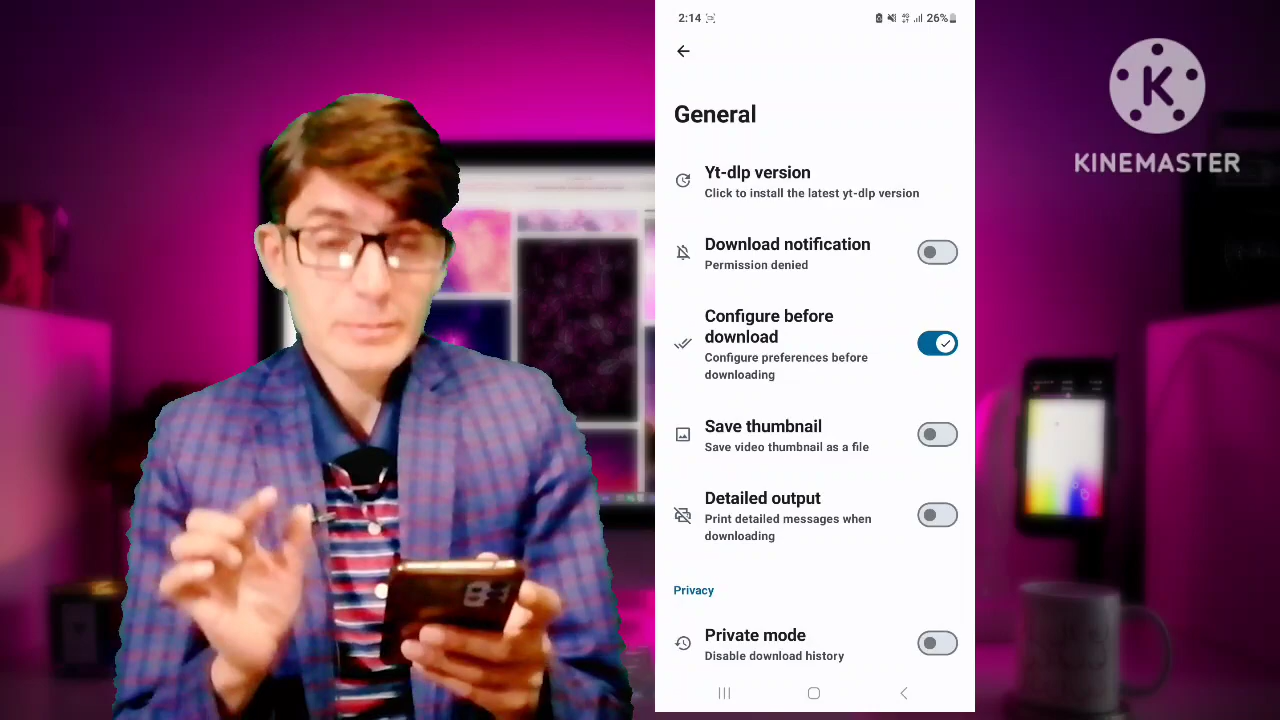 2:14
26%
General
Yt-dlp version
Click to install the latest yt-dlp version
Download notification
Permission denied
Configure before
download
Configure preferences before
downloading
Save thumbnail
Save video thumbnail as a file
Detailed output
Print detailed messages when
downloading
Privacy
Private mode
Disable download history
K
KINEMASTER